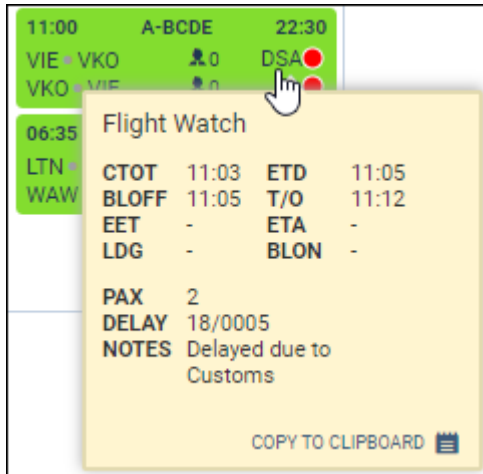 11:00 A-BCDE 22:30
VIE VKO 0 DSA
VKO VIE 0
06:35
LTN
WAW
Flight Watch
CTOT 11:03 ETD 11:05
BLOFF 11:05 T/O 11:12
EET - ETA -
LDG - BLON -
PAX 2
DELAY 18/0005
NOTES Delayed due to
Customs
COPY TO CLIPBOARD